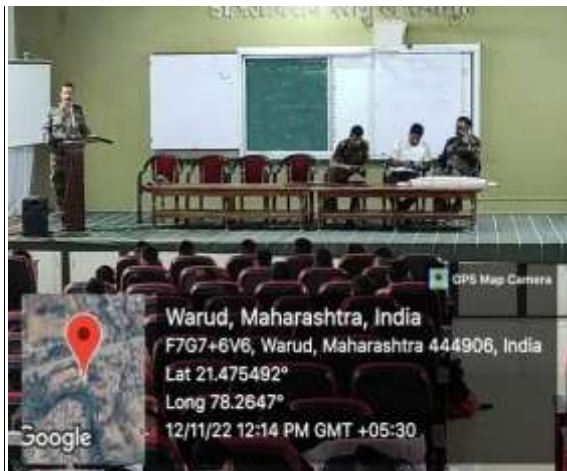 GPS Map Camera
Warud, Maharashtra, India
F7G7+6V6, Warud, Maharashtra 444906, India
Lat 21.475492°
Long 78.2647°
12/11/22 12:14 PM GMT +05:30
Google